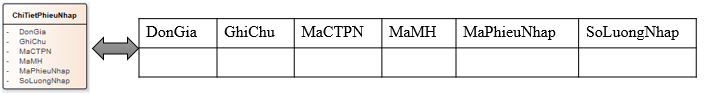 ChiTietPhieuNhap
- DonGia
- GhiChu
- MaCTPN
- MaMH
- MaPhieuNhap
- SoLuongNhap
DonGia GhiChu MaCTPN MaMH MaPhieuNhap SoLuongNhap